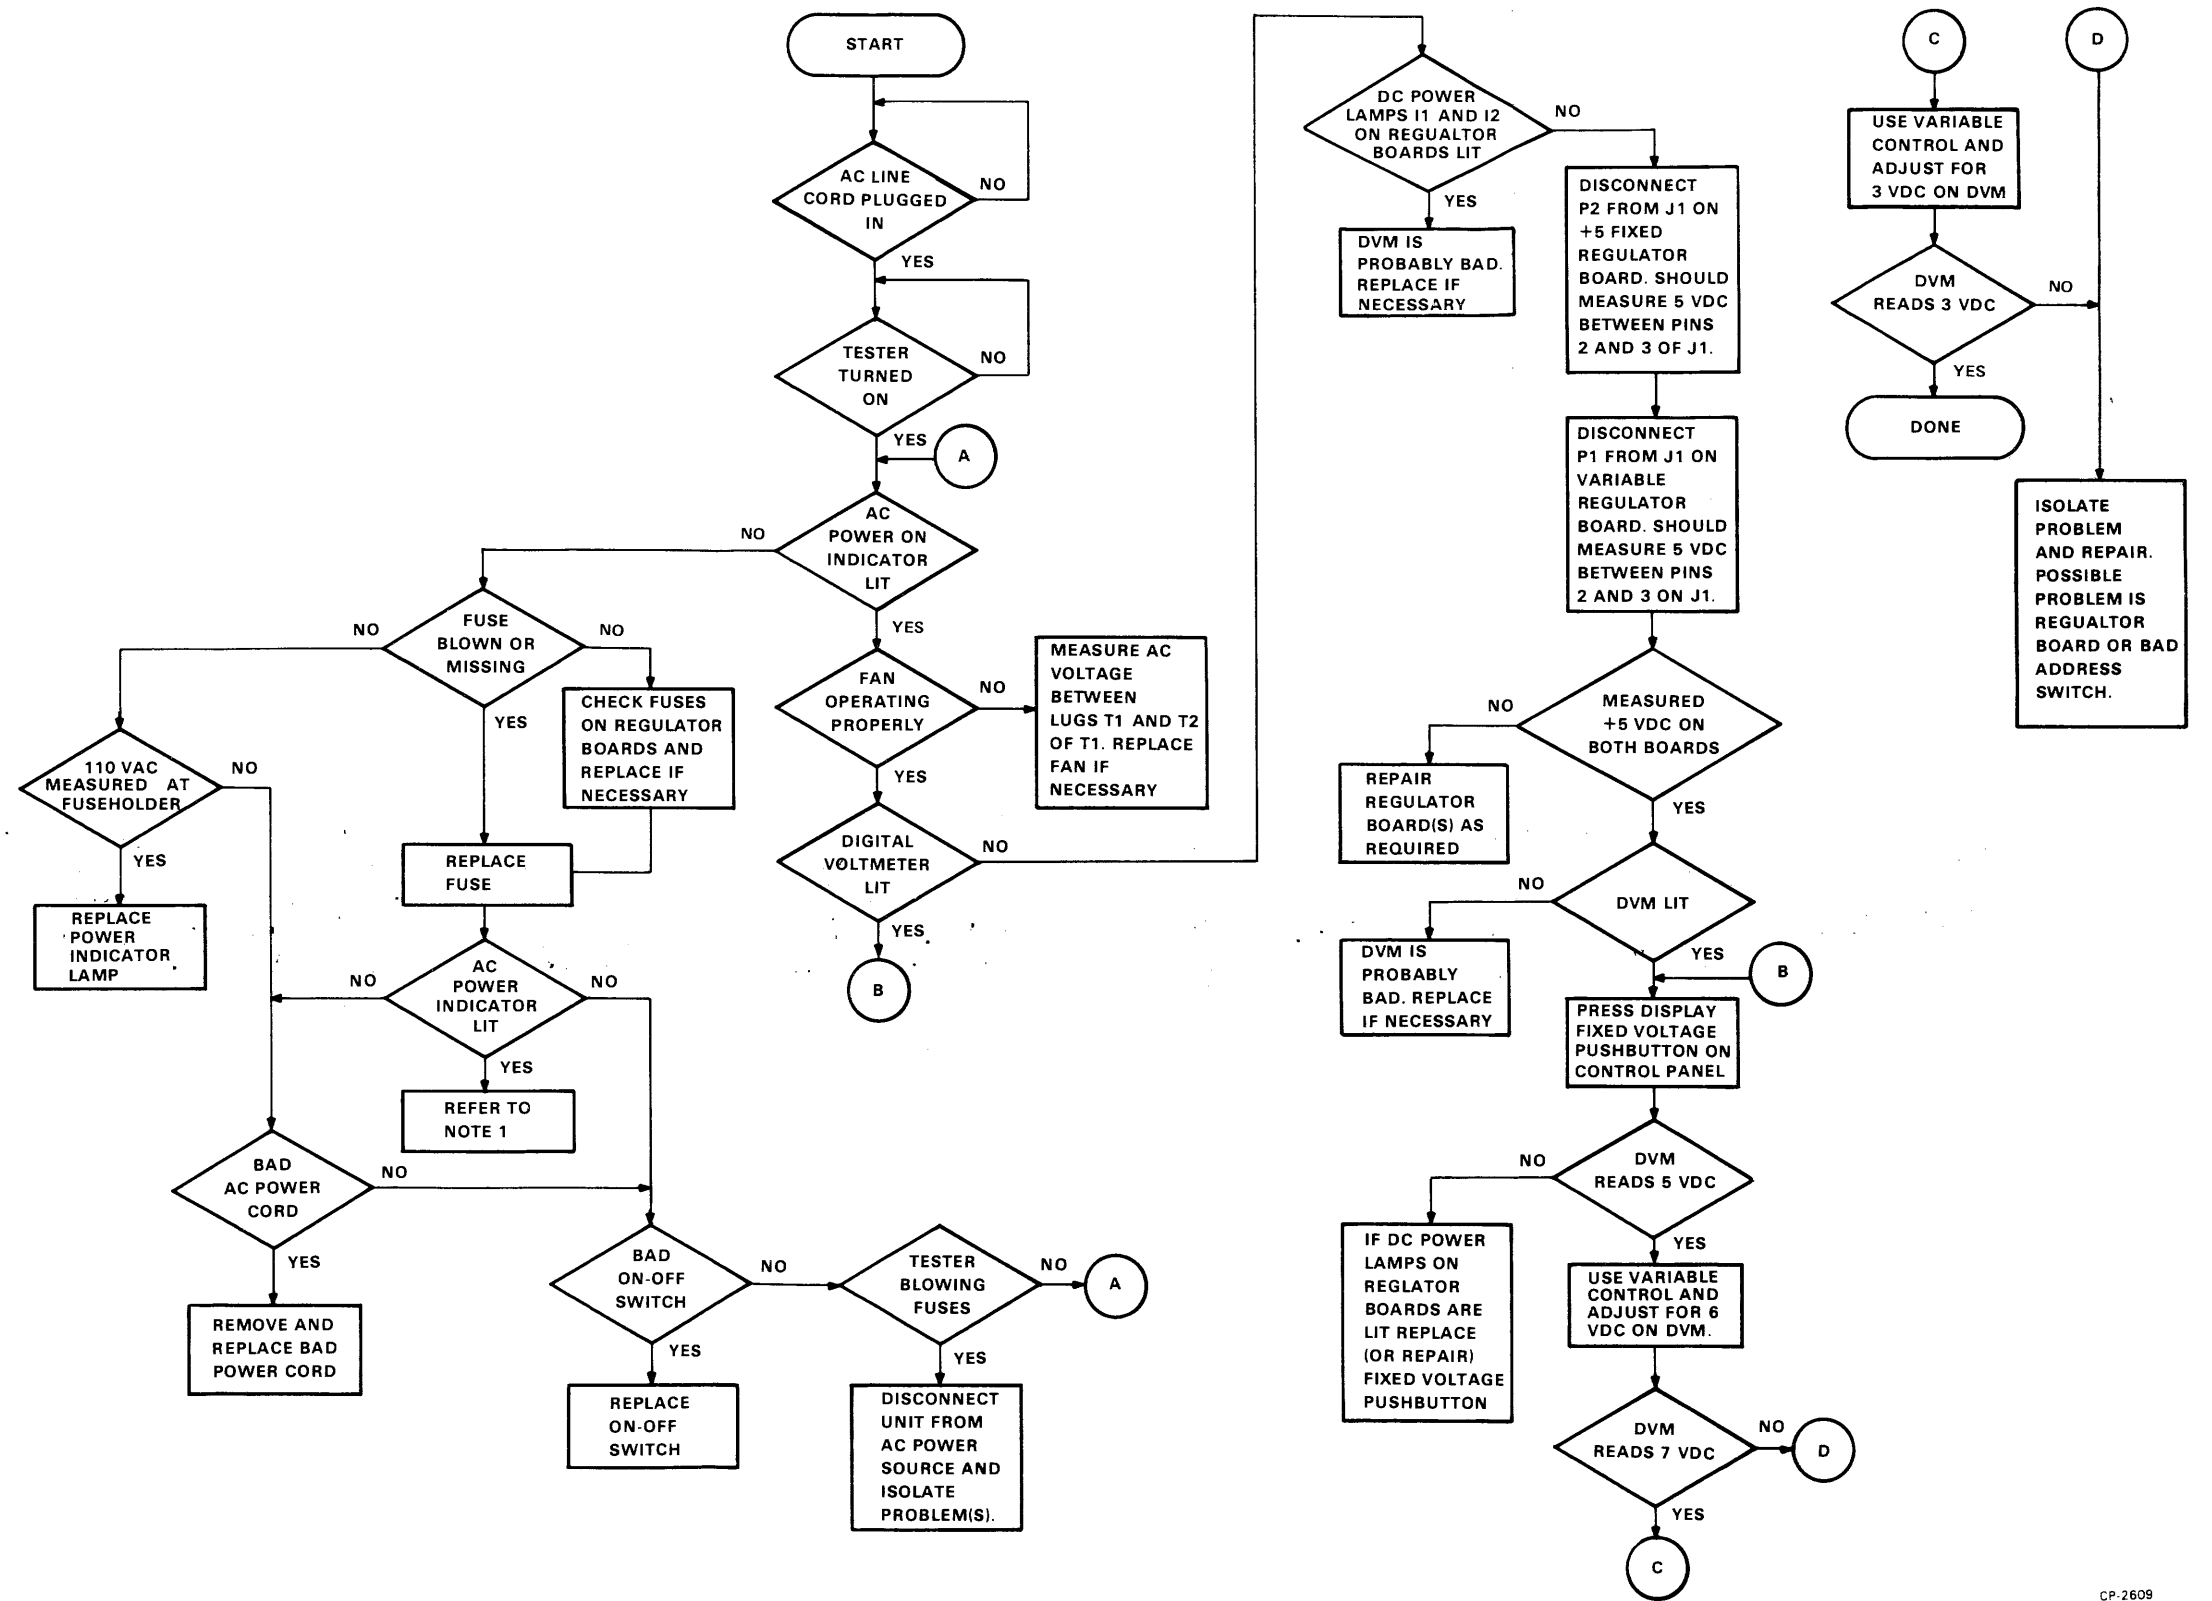 START
AC LINE
CORD PLUGGED
IN
NO
YES
TESTER
TURNED
ON
NO
YES
A
AC
POWER ON
INDICATOR
LIT
NO
YES
FUSE
BLOWN OR
MISSING
NO
NO
YES
CHECK FUSES
ON REGULATOR
BOARDS AND
REPLACE IF
NECESSARY
110 VAC
MEASURED AT
FUSEHOLDER
NO
YES
REPLACE
POWER
INDICATOR
LAMP
REPLACE
FUSE
AC
POWER
INDICATOR
LIT
NO
NO
YES
REFER TO
NOTE 1
BAD
AC POWER
CORD
NO
YES
REMOVE AND
REPLACE BAD
POWER CORD
BAD
ON-OFF
SWITCH
NO
YES
REPLACE
ON-OFF
SWITCH
TESTER
BLOWING
FUSES
NO
A
YES
DISCONNECT
UNIT FROM
AC POWER
SOURCE AND
ISOLATE
PROBLEM(S).
FAN
OPERATING
PROPERLY
NO
YES
MEASURE AC
VOLTAGE
BETWEEN
LUGS T1 AND T2
OF T1. REPLACE
FAN IF
NECESSARY
DIGITAL
VOLTMETER
LIT
NO
YES
B
DC POWER
LAMPS I1 AND I2
ON REGUALTOR
BOARDS LIT
NO
YES
DVM IS
PROBABLY BAD.
REPLACE IF
NECESSARY
DISCONNECT
P2 FROM J1 ON
+5 FIXED
REGULATOR
BOARD. SHOULD
MEASURE 5 VDC
BETWEEN PINS
2 AND 3 OF J1.
DISCONNECT
P1 FROM J1 ON
VARIABLE
REGULATOR
BOARD. SHOULD
MEASURE 5 VDC
BETWEEN PINS
2 AND 3 ON J1.
MEASURED
+5 VDC ON
BOTH BOARDS
NO
YES
REPAIR
REGULATOR
BOARD(S) AS
REQUIRED
DVM LIT
NO
YES
DVM IS
PROBABLY
BAD. REPLACE
IF NECESSARY
B
PRESS DISPLAY
FIXED VOLTAGE
PUSHBUTTON ON
CONTROL PANEL
DVM
READS 5 VDC
NO
YES
IF DC POWER
LAMPS ON
REGLATOR
BOARDS ARE
LIT REPLACE
(OR REPAIR)
FIXED VOLTAGE
PUSHBUTTON
USE VARIABLE
CONTROL AND
ADJUST FOR 6
VDC ON DVM.
DVM
READS 7 VDC
NO
D
YES
C
C
USE VARIABLE
CONTROL AND
ADJUST FOR
3 VDC ON DVM
DVM
READS 3 VDC
NO
YES
DONE
D
ISOLATE
PROBLEM
AND REPAIR.
POSSIBLE
PROBLEM IS
REGUALTOR
BOARD OR BAD
ADDRESS
SWITCH.
CP-2609